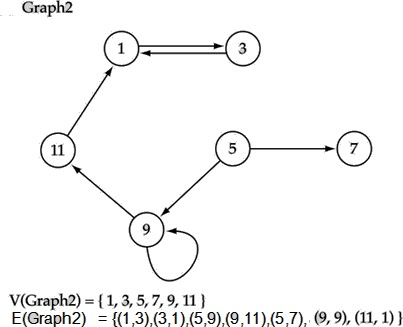 Graph2
1
3
11
5
7
9
V(Graph2) = { 1, 3, 5, 7, 9, 11 }
E(Graph2) = {(1,3),(3,1),(5,9),(9,11),(5,7), (9, 9), (11, 1) }